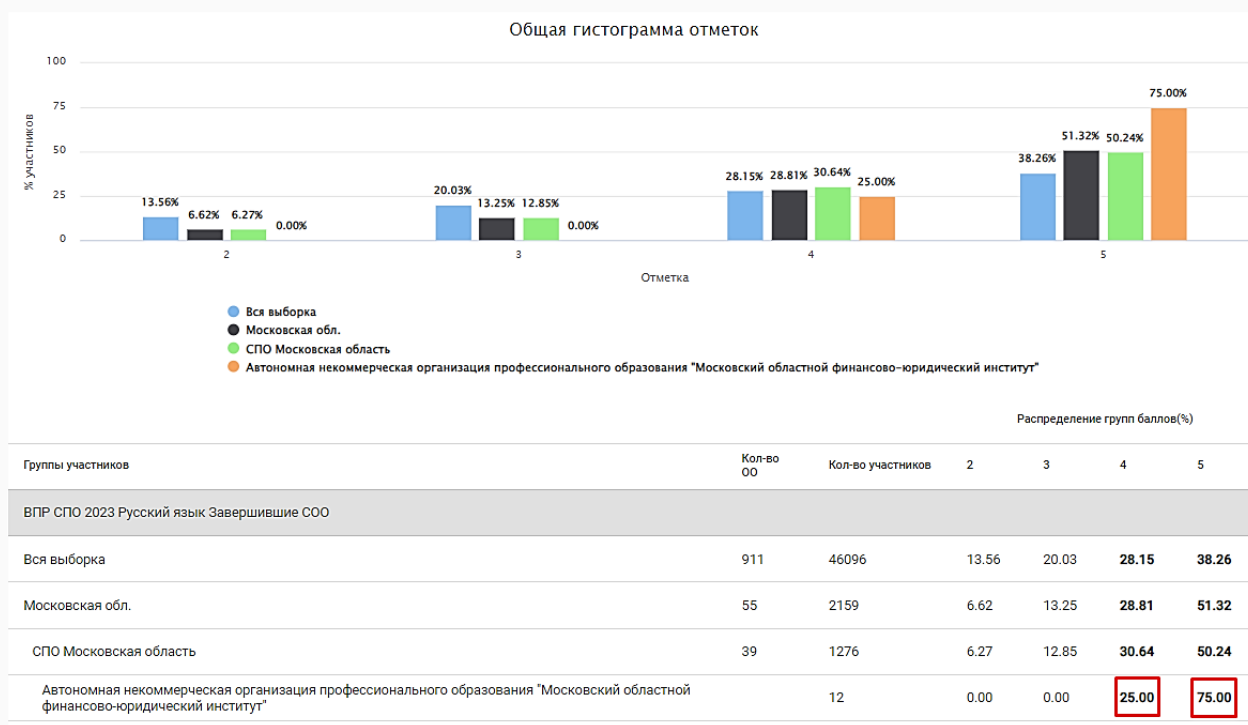 Общая гистограмма отметок
100
75
50
25
0
% участников
13.56%
6.62%
6.27%
0.00%
20.03%
13.25%
12.85%
0.00%
28.15%
28.81%
30.64%
25.00%
38.26%
51.32%
50.24%
75.00%
2
3
4
5
Отметка
Вся выборка
Московская обл.
СПО Московская область
Автономная некоммерческая организация профессионального образования "Московский областной финансово-юридический институт"
Распределение групп баллов(%)
Группы участников Кол-во ОО Кол-во участников 2 3 4 5
ВПР СПО 2023 Русский язык Завершившие СОО
Вся выборка 911 46096 13.56 20.03 28.15 38.26
Московская обл. 55 2159 6.62 13.25 28.81 51.32
СПО Московская область 39 1276 6.27 12.85 30.64 50.24
Автономная некоммерческая организация профессионального образования "Московский областной
финансово-юридический институт" 12 0.00 0.00 25.00 75.00